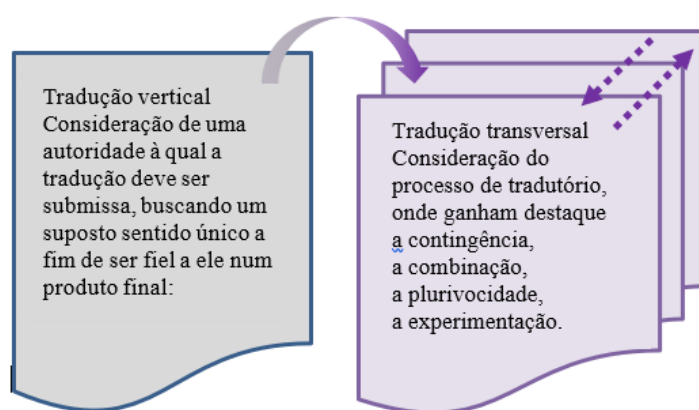 Tradução vertical
Consideração de uma
autoridade à qual a
tradução deve ser
submissa, buscando um
suposto sentido único a
fim de ser fiel a ele num
produto final:
Tradução transversal
Consideração do
processo de tradutório,
onde ganham destaque
a contingência,
a combinação,
a plurivocidade,
a experimentação.